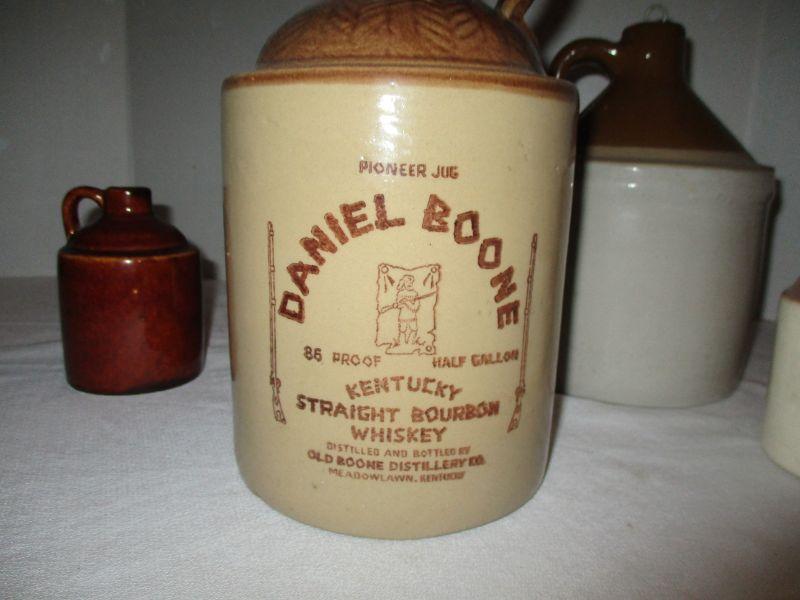 PIONEER JUG
DANIEL BOONE
86 PROOF HALF GALLON
KENTUCKY
STRAIGHT BOURBON
WHISKEY
DISTILLED AND BOTTLED BY
OLD BOONE DISTILLERY CO.
MEADOWLAWN, KENTUCKY